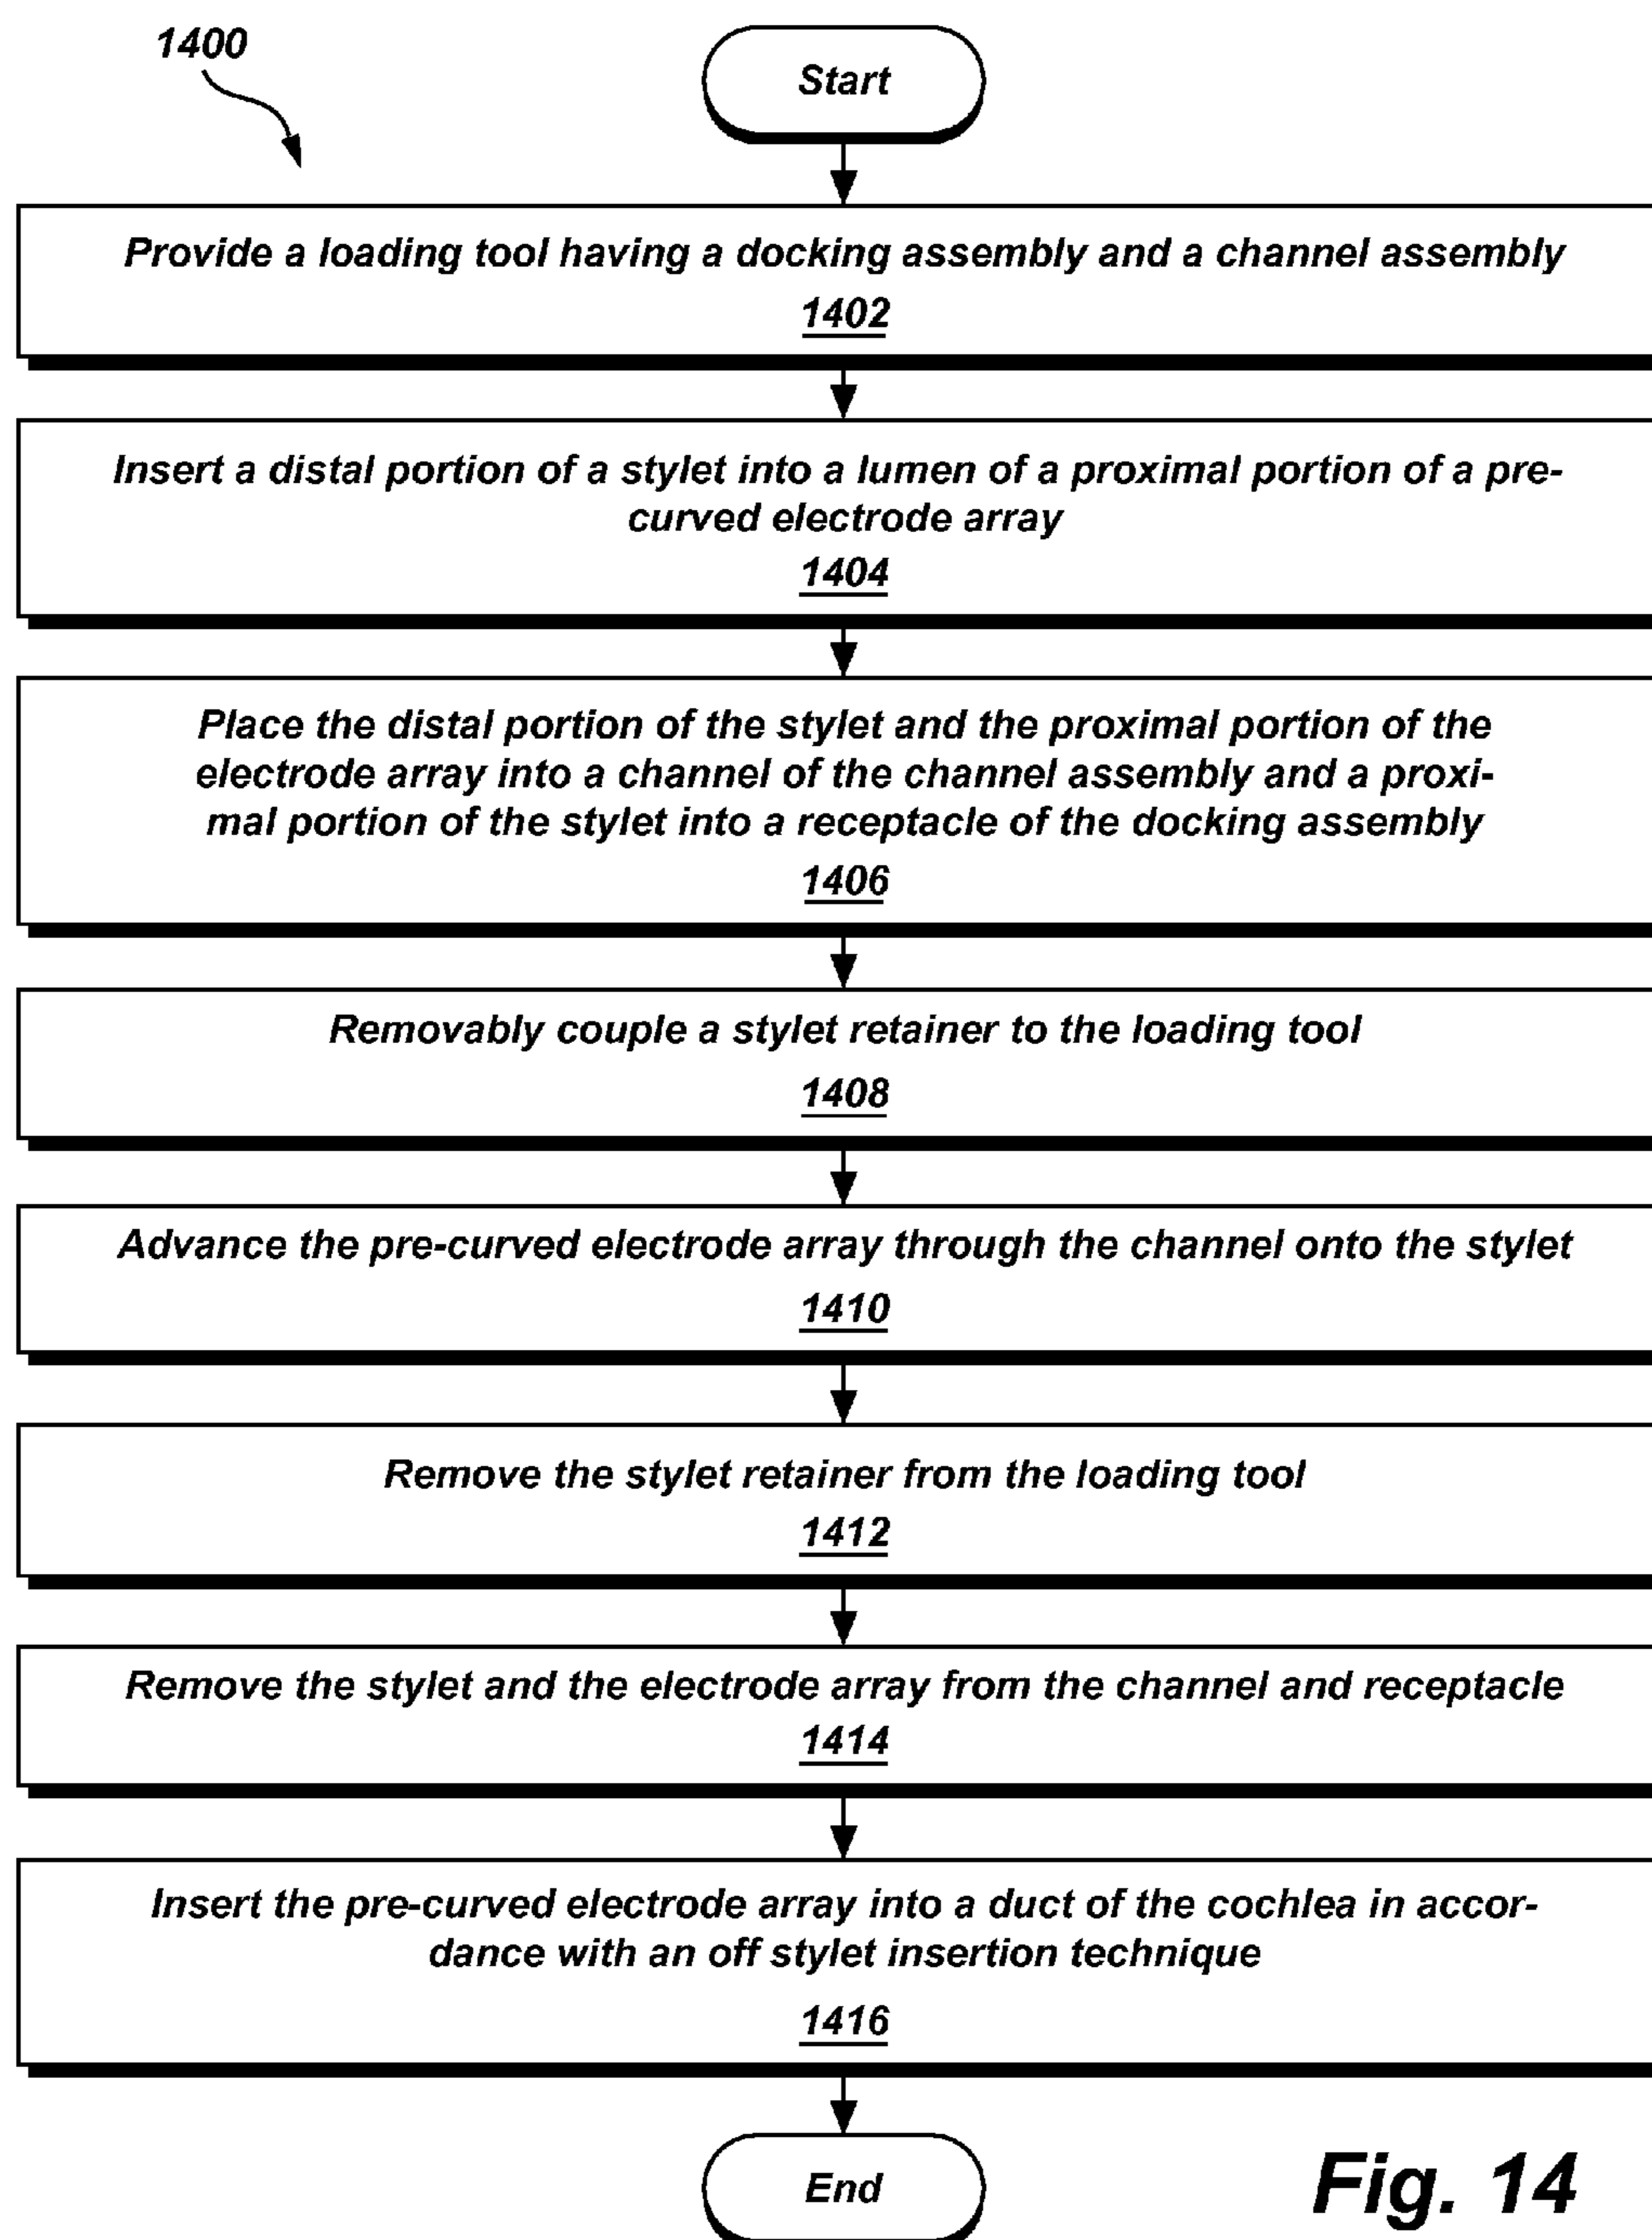 1400
Start
Provide a loading tool having a docking assembly and a channel assembly
1402
Insert a distal portion of a stylet into a lumen of a proximal portion of a pre-
curved electrode array
1404
Place the distal portion of the stylet and the proximal portion of the
electrode array into a channel of the channel assembly and a proxi-
mal portion of the stylet into a receptacle of the docking assembly
1406
Removably couple a stylet retainer to the loading tool
1408
Advance the pre-curved electrode array through the channel onto the stylet
1410
Remove the stylet retainer from the loading tool
1412
Remove the stylet and the electrode array from the channel and receptacle
1414
Insert the pre-curved electrode array into a duct of the cochlea in accor-
dance with an off stylet insertion technique
1416
End
Fig. 14